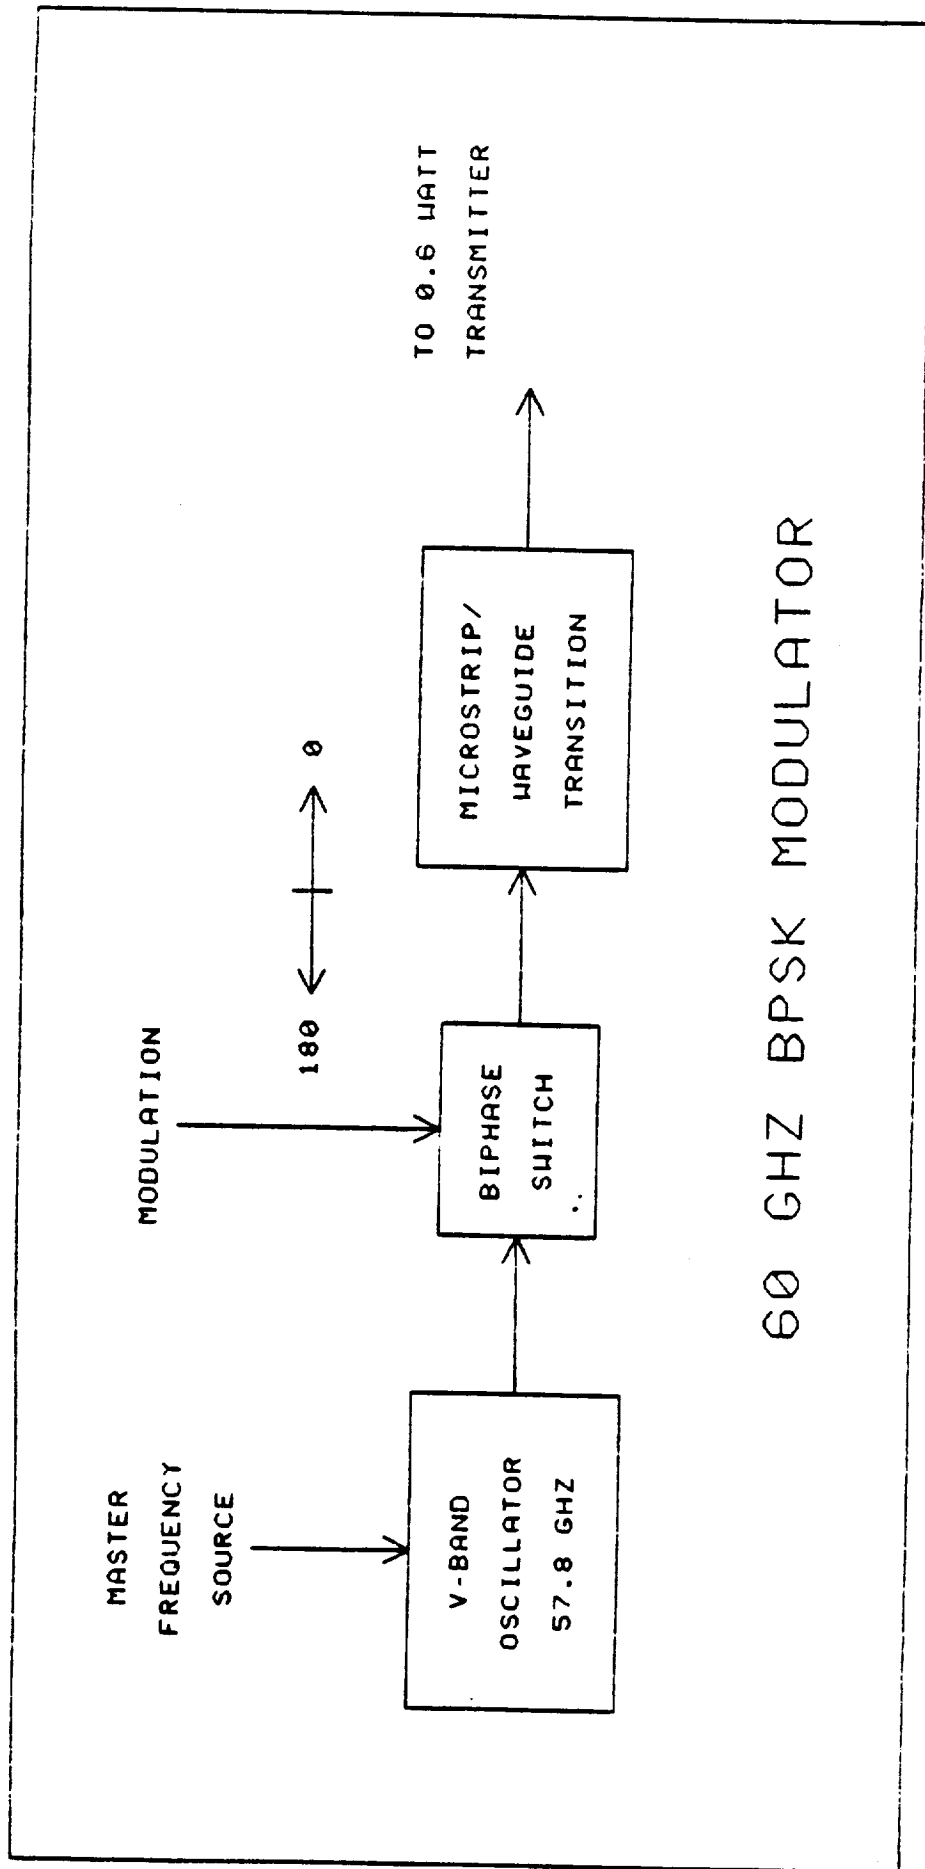 MASTER
FREQUENCY
SOURCE
MODULATION
180
0
TO 0.6 WATT
TRANSMITTER
V-BAND
OSCILLATOR
57.8 GHZ
BIPHASE
SWITCH
MICROSTRIP/
WAVEGUIDE
TRANSITION
60 GHZ BPSK MODULATOR